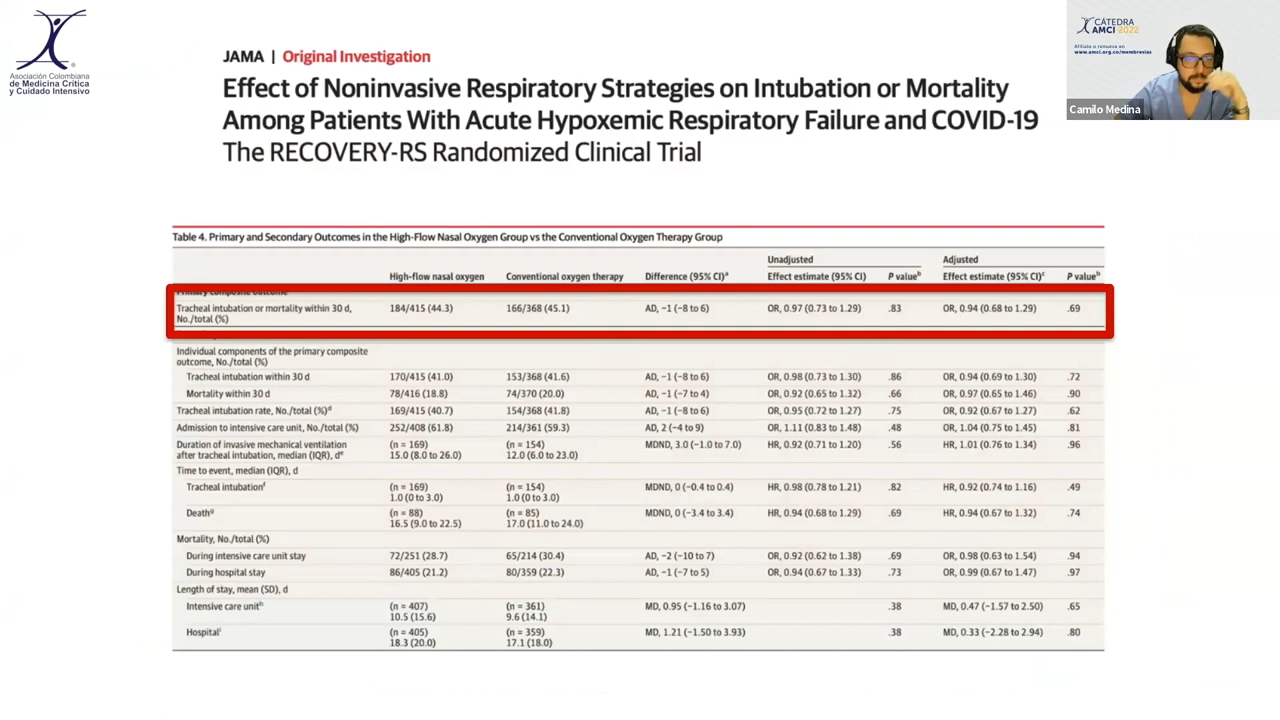 Asociación Colombiana
de Medicina Crítica
y Cuidado Intensivo
CÁTEDRA
AMCI 2022
Afíliate o renueva en
www.amci.org.co/membresias
Camilo Medina
JAMA | Original Investigation
Effect of Noninvasive Respiratory Strategies on Intubation or Mortality
Among Patients With Acute Hypoxemic Respiratory Failure and COVID-19
The RECOVERY-RS Randomized Clinical Trial
Table 4. Primary and Secondary Outcomes in the High-Flow Nasal Oxygen Group vs the Conventional Oxygen Therapy Group
Unadjusted Adjusted
High-flow nasal oxygen Conventional oxygen therapy Difference (95% CI)a Effect estimate (95% CI) P valueb Effect estimate (95% CI)c P valueb
Primary composite outcome
Tracheal intubation or mortality within 30 d, 184/415 (44.3) 166/368 (45.1) AD, −1 (−8 to 6) OR, 0.97 (0.73 to 1.29) .83 OR, 0.94 (0.68 to 1.29) .69
No./total (%)
Individual components of the primary composite
outcome, No./total (%)
Tracheal intubation within 30 d 170/415 (41.0) 153/368 (41.6) AD, −1 (−8 to 6) OR, 0.98 (0.73 to 1.30) .86 OR, 0.94 (0.69 to 1.30) .72
Mortality within 30 d 78/416 (18.8) 74/370 (20.0) AD, −1 (−7 to 4) OR, 0.92 (0.65 to 1.32) .66 OR, 0.97 (0.65 to 1.46) .90
Tracheal intubation rate, No./total (%)d 169/415 (40.7) 154/368 (41.8) AD, −1 (−8 to 6) OR, 0.95 (0.72 to 1.27) .75 OR, 0.92 (0.67 to 1.27) .62
Admission to intensive care unit, No./total (%) 252/408 (61.8) 214/361 (59.3) AD, 2 (−4 to 9) OR, 1.11 (0.83 to 1.48) .48 OR, 1.04 (0.75 to 1.45) .81
Duration of invasive mechanical ventilation (n = 169) (n = 154) MDND, 3.0 (−1.0 to 7.0) HR, 0.92 (0.71 to 1.20) .56 HR, 1.01 (0.76 to 1.34) .96
after tracheal intubation, median (IQR), de 15.0 (8.0 to 26.0) 12.0 (6.0 to 23.0)
Time to event, median (IQR), d
Tracheal intubationf (n = 169) (n = 154) MDND, 0 (−0.4 to 0.4) HR, 0.98 (0.78 to 1.21) .82 HR, 0.92 (0.74 to 1.16) .49
1.0 (0 to 3.0) 1.0 (0 to 3.0)
Deathg (n = 88) (n = 85) MDND, 0 (−3.4 to 3.4) HR, 0.94 (0.68 to 1.29) .69 HR, 0.94 (0.67 to 1.32) .74
16.5 (9.0 to 22.5) 17.0 (11.0 to 24.0)
Mortality, No./total (%)
During intensive care unit stay 72/251 (28.7) 65/214 (30.4) AD, −2 (−10 to 7) OR, 0.92 (0.62 to 1.38) .69 OR, 0.98 (0.63 to 1.54) .94
During hospital stay 86/405 (21.2) 80/359 (22.3) AD, −1 (−7 to 5) OR, 0.94 (0.67 to 1.33) .73 OR, 0.99 (0.67 to 1.47) .97
Length of stay, mean (SD), d
Intensive care unith (n = 407) (n = 361) MD, 0.95 (−1.16 to 3.07) .38 MD, 0.47 (−1.57 to 2.50) .65
10.5 (15.6) 9.6 (14.1)
Hospitali (n = 405) (n = 359) MD, 1.21 (−1.50 to 3.93) .38 MD, 0.33 (−2.28 to 2.94) .80
18.3 (20.0) 17.1 (18.0)